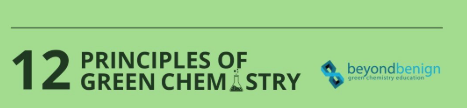 12 PRINCIPLES OF
GREEN CHEMISTRY
beyondbenign
green chemistry education